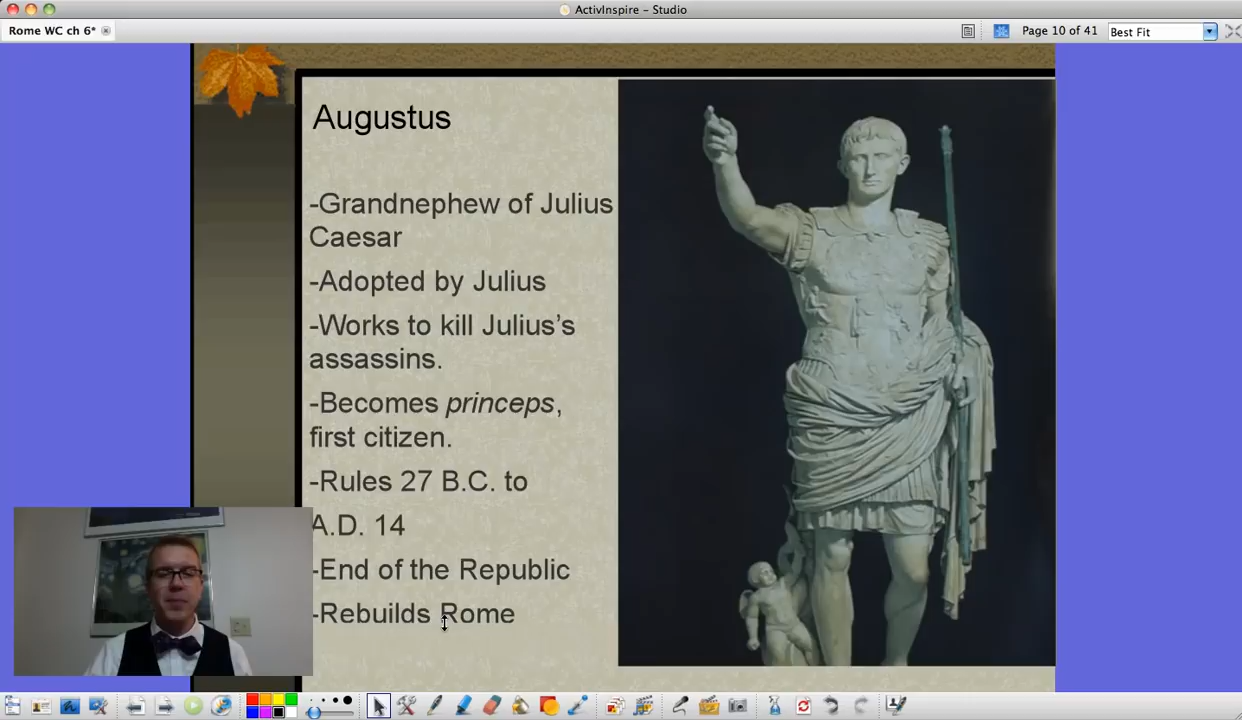 ActivInspire – Studio
Rome WC ch 6*
Page 10 of 41
Best Fit
Augustus
-Grandnephew of Julius
Caesar
-Adopted by Julius
-Works to kill Julius’s
assassins.
-Becomes princeps,
first citizen.
-Rules 27 B.C. to
A.D. 14
-End of the Republic
-Rebuilds Rome